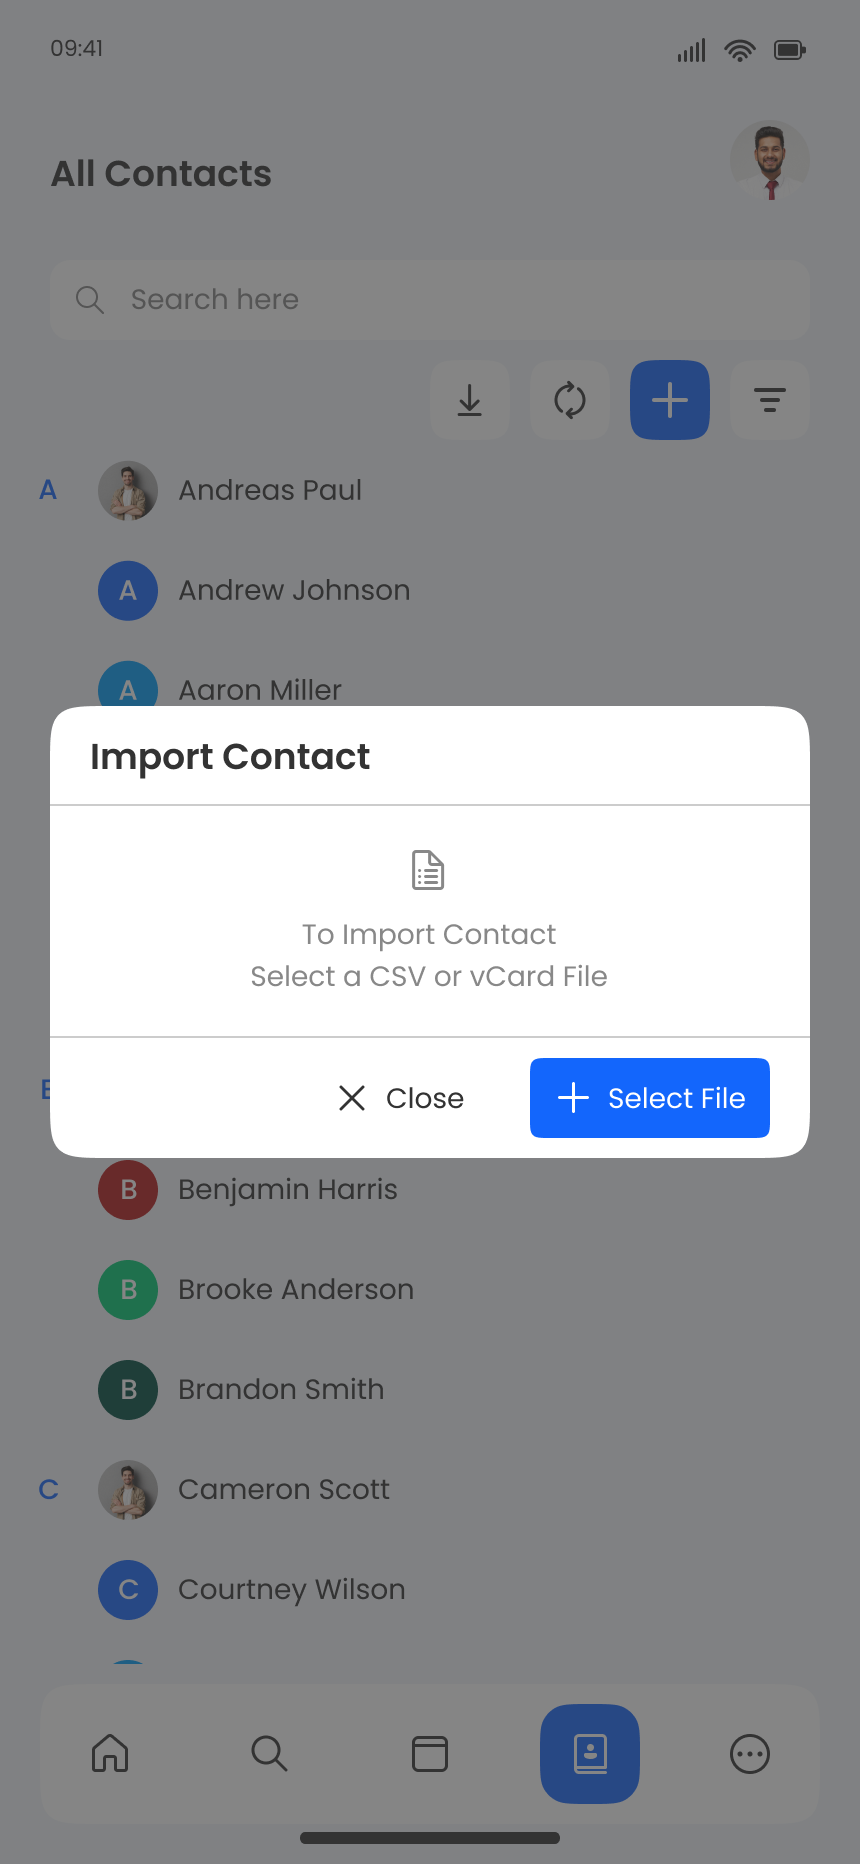 09:41
All Contacts
Search here
A
Andreas Paul
A
Andrew Johnson
A
Aaron Miller
Import Contact
To Import Contact
Select a CSV or vCard File
Close
Select File
B
Benjamin Harris
B
Brooke Anderson
B
Brandon Smith
C
Cameron Scott
C
Courtney Wilson